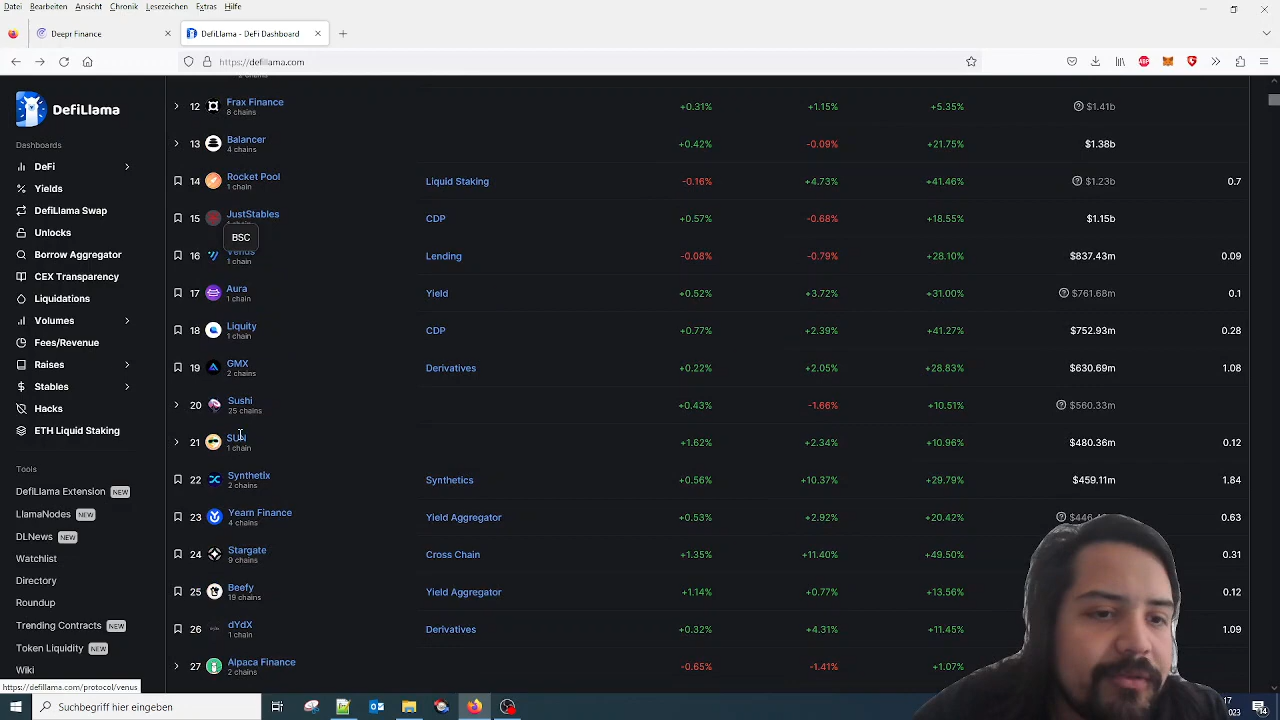 Datei Bearbeiten Ansicht Chronik Lesezeichen Extras Hilfe
Deepr Finance
DefiLlama - DeFi Dashboard
https://defillama.com
ABP
DefiLlama
Dashboards
DeFi
Yields
DefiLlama Swap
Unlocks
Borrow Aggregator
CEX Transparency
Liquidations
Volumes
Fees/Revenue
Raises
Stables
Hacks
ETH Liquid Staking
Tools
DefiLlama Extension NEW
LlamaNodes NEW
DLNews NEW
Watchlist
Directory
Roundup
Trending Contracts NEW
Token Liquidity NEW
Wiki
12 Frax Finance +0.31% +1.15% +5.35% $1.41b
8 chains
13 Balancer +0.42% -0.09% +21.75% $1.38b
4 chains
14 Rocket Pool Liquid Staking -0.16% +4.73% +41.46% $1.23b 0.7
1 chain
15 JustStables CDP +0.57% -0.68% +18.55% $1.15b
BSC
16 Venus Lending -0.08% -0.79% +28.10% $837.43m 0.09
1 chain
17 Aura Yield +0.52% +3.72% +31.00% $761.68m 0.1
1 chain
18 Liquity CDP +0.77% +2.39% +41.27% $752.93m 0.28
1 chain
19 GMX Derivatives +0.22% +2.05% +28.83% $630.69m 1.08
2 chains
20 Sushi +0.43% -1.66% +10.51% $560.33m
25 chains
21 SUN +1.62% +2.34% +10.96% $480.36m 0.12
1 chain
22 Synthetix Synthetics +0.56% +10.37% +29.79% $459.11m 1.84
2 chains
23 Yearn Finance Yield Aggregator +0.53% +2.92% +20.42% 0.63
4 chains
24 Stargate Cross Chain +1.35% +11.40% +49.50% 0.31
9 chains
25 Beefy Yield Aggregator +1.14% +0.77% +13.56% 0.12
19 chains
26 dYdX Derivatives +0.32% +4.31% +11.45% 1.09
1 chain
27 Alpaca Finance -0.65% -1.41% +1.07%
2 chains
https://defillama.com/protocol/venus
Suchbegriff hier eingeben